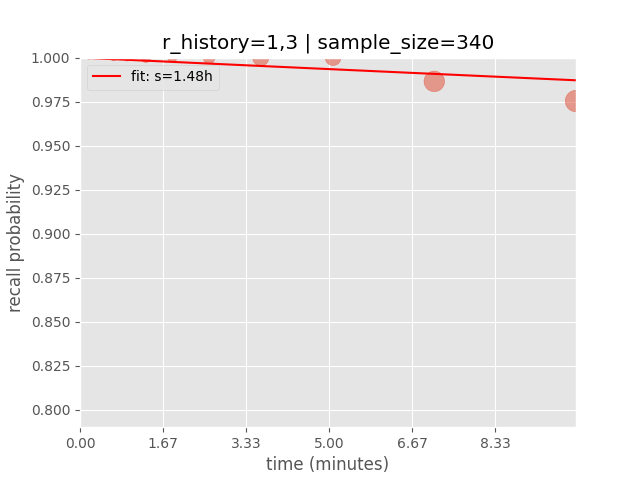 r_history=1,3 | sample_size=340
fit: s=1.48h
recall probability
1.000
0.975
0.950
0.925
0.900
0.875
0.850
0.825
0.800
0.00 1.67 3.33 5.00 6.67 8.33
time (minutes)